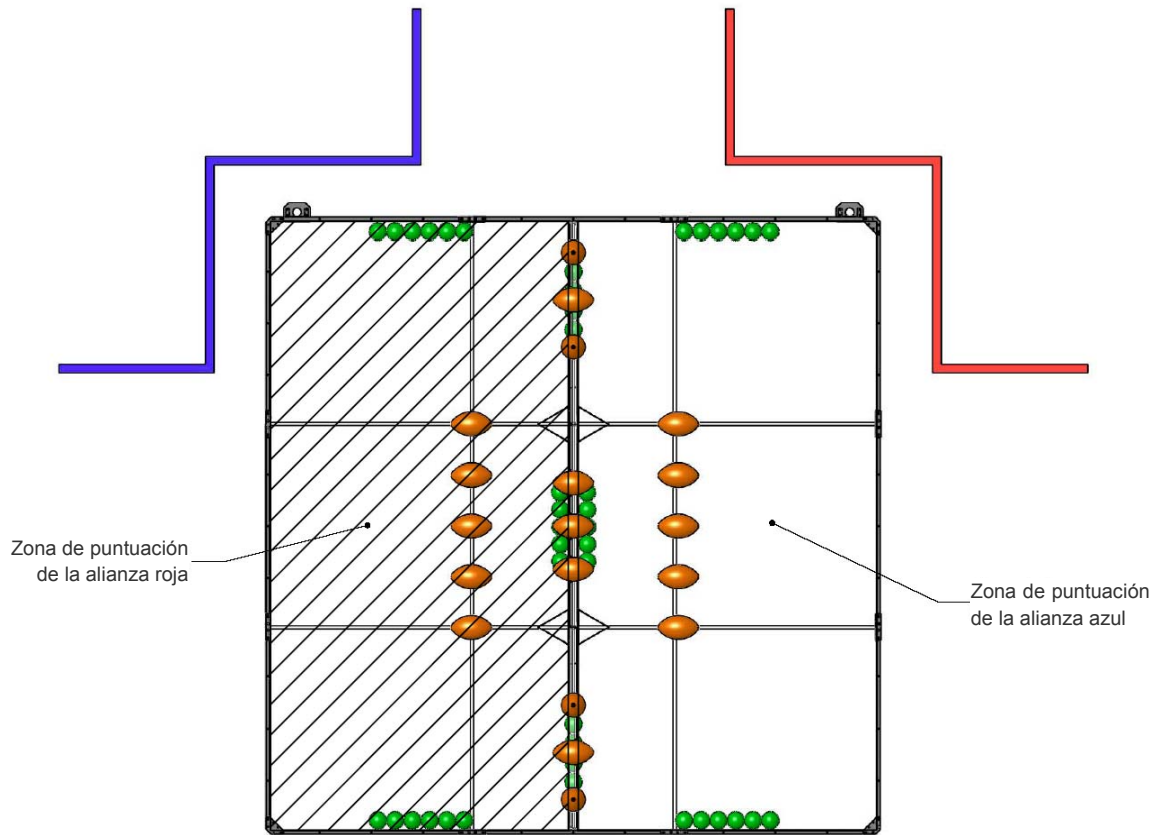 Zona de puntuación
de la alianza roja
Zona de puntuación
de la alianza azul